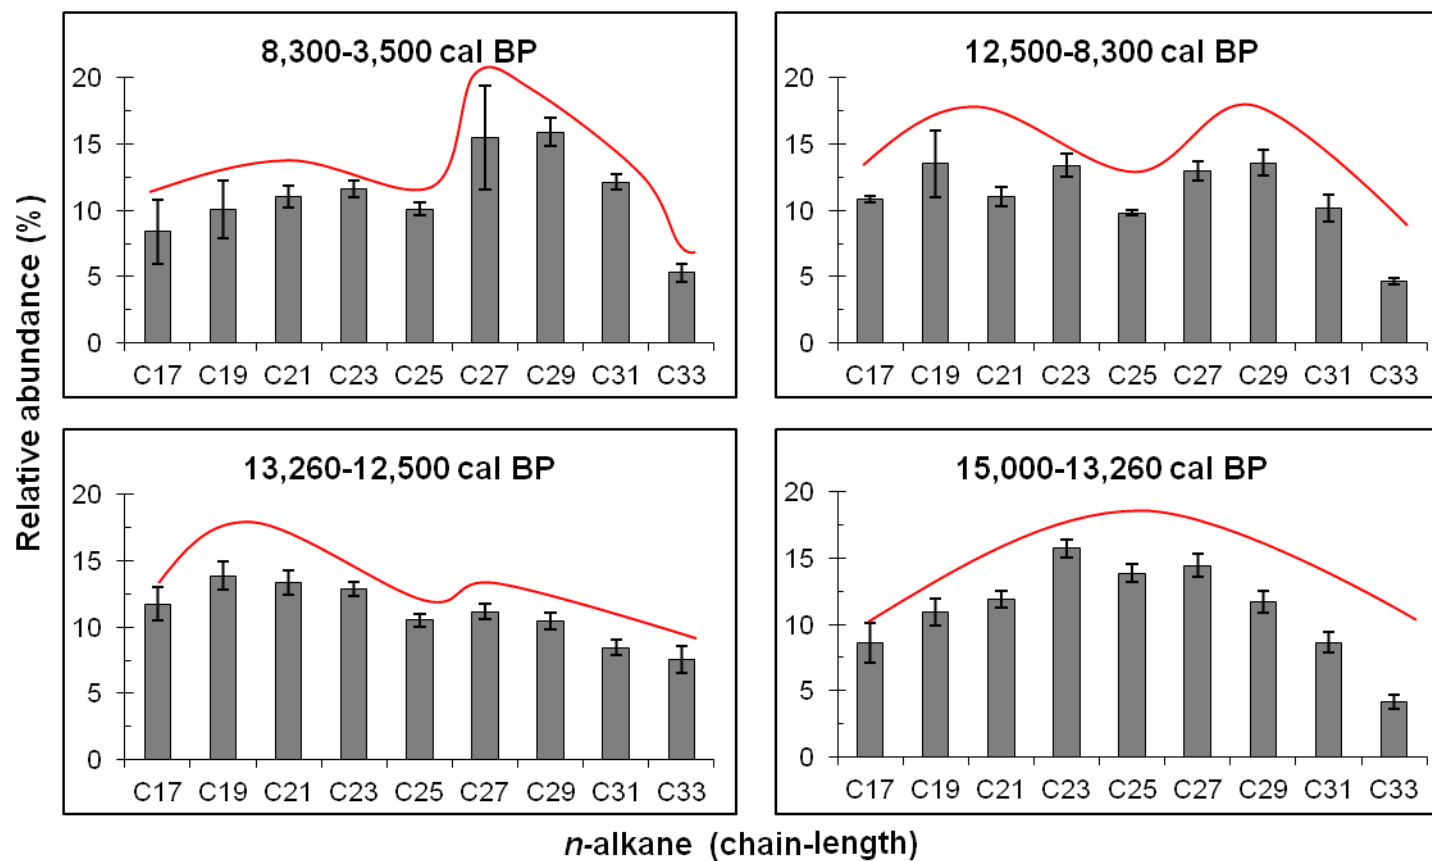 8,300-3,500 cal BP
20
15
10
5
0
C17 C19 C21 C23 C25 C27 C29 C31 C33
12,500-8,300 cal BP
20
15
10
5
0
C17 C19 C21 C23 C25 C27 C29 C31 C33
Relative abundance (%)
13,260-12,500 cal BP
20
15
10
5
0
C17 C19 C21 C23 C25 C27 C29 C31 C33
15,000-13,260 cal BP
20
15
10
5
0
C17 C19 C21 C23 C25 C27 C29 C31 C33
n-alkane (chain-length)